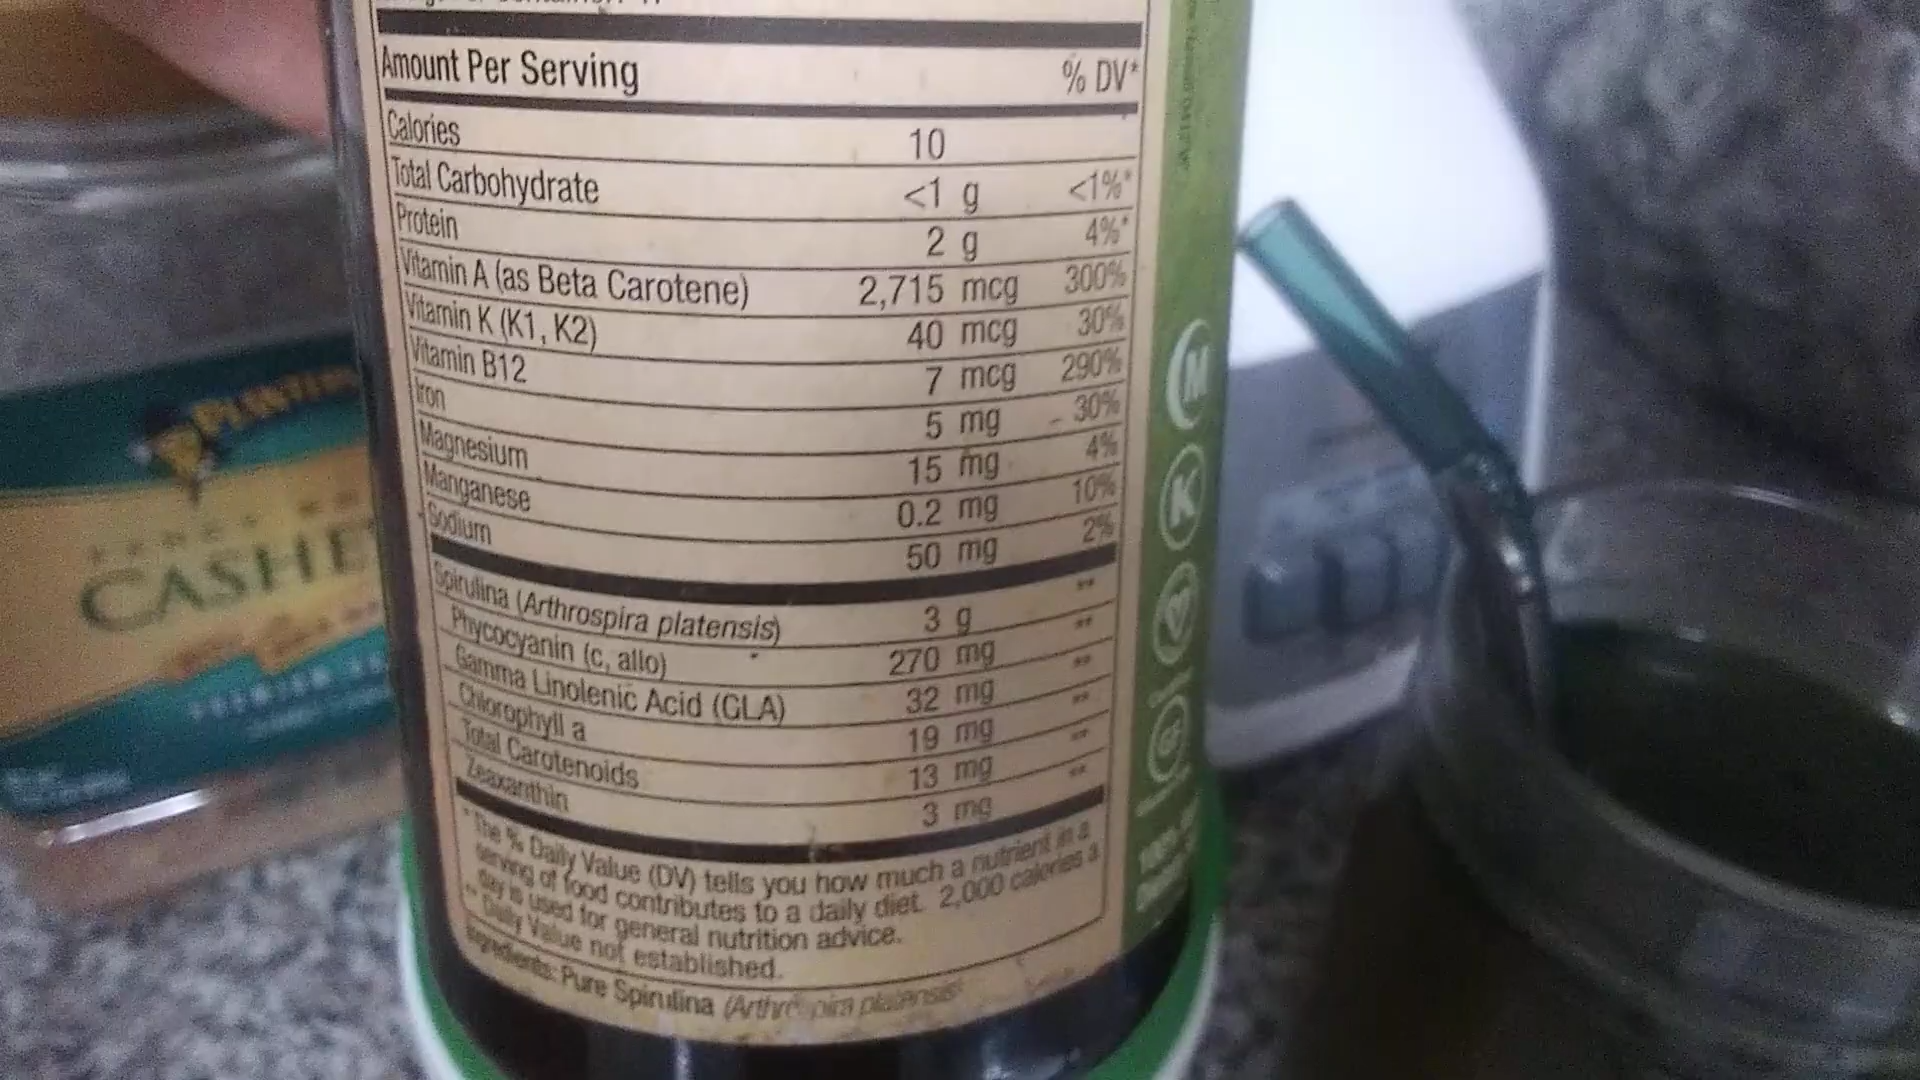 Amount Per Serving % DV*
Calories 10
Total Carbohydrate <1 g <1%*
Protein 2 g 4%*
Vitamin A (as Beta Carotene) 2,715 mcg 300%
Vitamin K (K1, K2) 40 mcg 30%
Vitamin B12 7 mcg 290%
Iron 5 mg 30%
Magnesium 15 mg 4%
Manganese 0.2 mg 10%
Sodium 50 mg 2%
Spirulina (Arthrospira platensis) 3 g **
Phycocyanin (c, allo) 270 mg **
Gamma Linolenic Acid (GLA) 32 mg **
Chlorophyll a 19 mg **
Total Carotenoids 13 mg **
Zeaxanthin 3 mg **
* The % Daily Value (DV) tells you how much a nutrient in a
serving of food contributes to a daily diet. 2,000 calories a
day is used for general nutrition advice.
** Daily Value not established.
Ingredients: Pure Spirulina (Arthrospira platensis
M
K
GF
CASHE